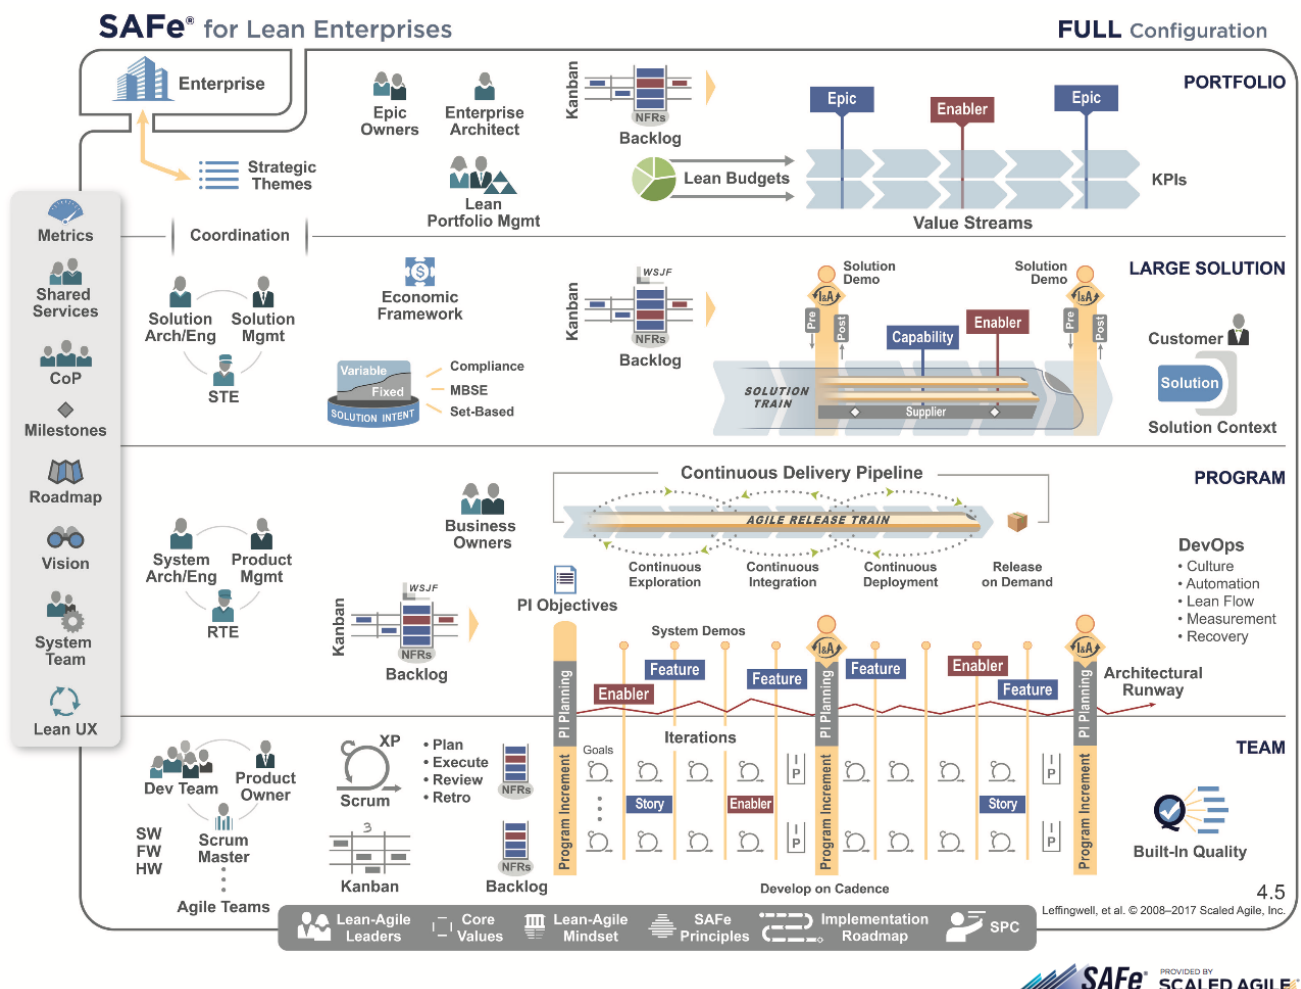 SAFe® for Lean Enterprises
FULL Configuration
Enterprise
Strategic
Themes
Epic
Owners
Enterprise
Architect
Lean
Portfolio Mgmt
Kanban
NFRs
Backlog
Lean Budgets
Epic
Enabler
Epic
Value Streams
KPIs
PORTFOLIO
Metrics
Shared
Services
CoP
Milestones
Roadmap
Vision
System
Team
Lean UX
Coordination
Solution
Arch/Eng
Solution
Mgmt
STE
Economic
Framework
Variable
Fixed
SOLUTION INTENT
Compliance
MBSE
Set-Based
Kanban
WSJF
NFRs
Backlog
Solution
Demo
I&A
Pre
Post
Capability
Enabler
Solution
Demo
I&A
Pre
Post
SOLUTION
TRAIN
Supplier
LARGE SOLUTION
Customer
Solution
Solution Context
System
Arch/Eng
Product
Mgmt
RTE
Business
Owners
Kanban
WSJF
NFRs
Backlog
PI Objectives
Continuous Delivery Pipeline
AGILE RELEASE TRAIN
Continuous
Exploration
Continuous
Integration
Continuous
Deployment
Release
on Demand
PROGRAM
DevOps
• Culture
• Automation
• Lean Flow
• Measurement
• Recovery
System Demos
Enabler
Feature
Feature
I&A
Feature
Enabler
Feature
I&A
Architectural
Runway
PI Planning
PI Planning
PI Planning
Dev Team
Product
Owner
Scrum
Master
SW
FW
HW
Agile Teams
XP
Scrum
• Plan
• Execute
• Review
• Retro
3
Kanban
NFRs
NFRs
Backlog
Goals
Iterations
Program Increment
Story
Enabler
I
P
I
P
Program Increment
Story
I
P
I
P
Program Increment
Develop on Cadence
TEAM
Built-In Quality
4.5
Leffingwell, et al. © 2008–2017 Scaled Agile, Inc.
Lean-Agile
Leaders
Core
Values
Lean-Agile
Mindset
SAFe
Principles
Implementation
Roadmap
SPC
SAFe®
PROVIDED BY
SCALED AGILE